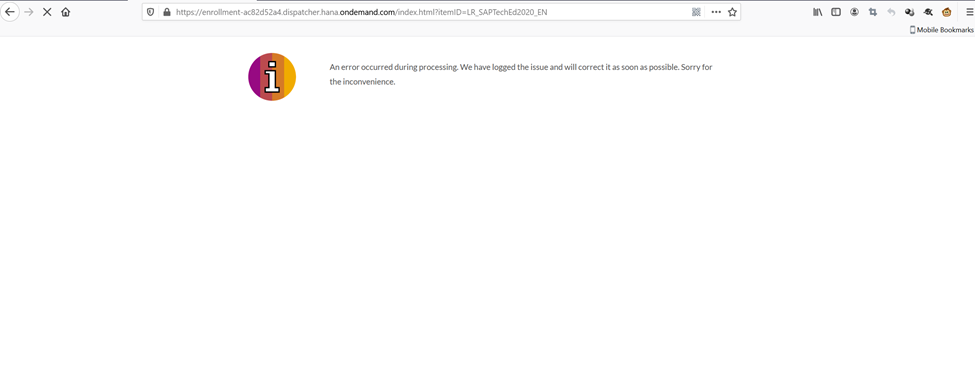 https://enrollment-ac82d52a4.dispatcher.hana.ondemand.com/index.html?itemID=LR_SAPTechEd2020_EN
Mobile Bookmarks
i
An error occurred during processing. We have logged the issue and will correct it as soon as possible. Sorry for
the inconvenience.